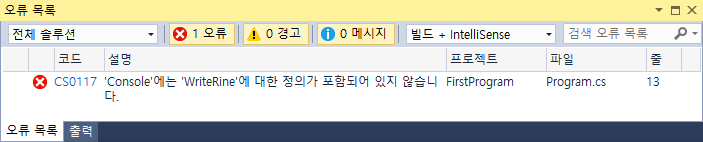 오류 목록
전체 솔루션 1 오류 0 경고 0 메시지 빌드 + IntelliSense 검색 오류 목록
코드 설명 프로젝트 파일 줄
CS0117 'Console'에는 'WriteRine'에 대한 정의가 포함되어 있지 않습니 FirstProgram Program.cs 13
다.
오류 목록 출력